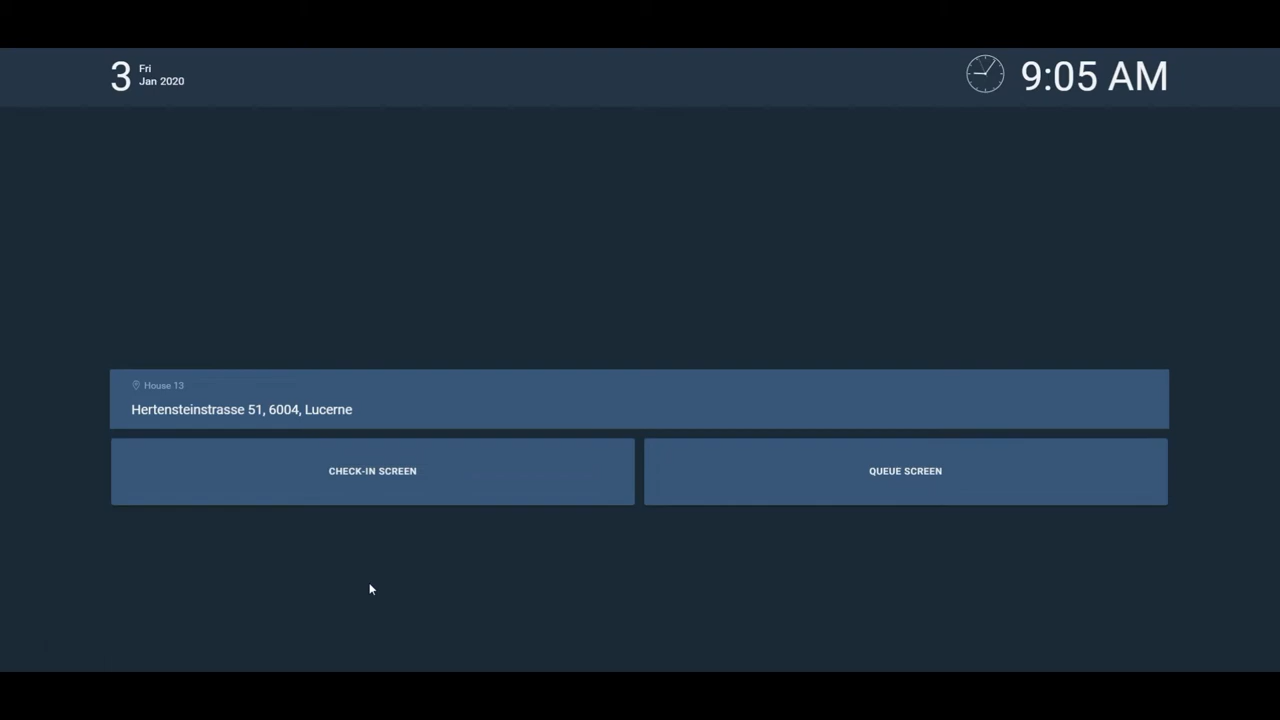 3
Fri
Jan 2020
9:05 AM
House 13
Hertensteinstrasse 51, 6004, Lucerne
CHECK-IN SCREEN
QUEUE SCREEN